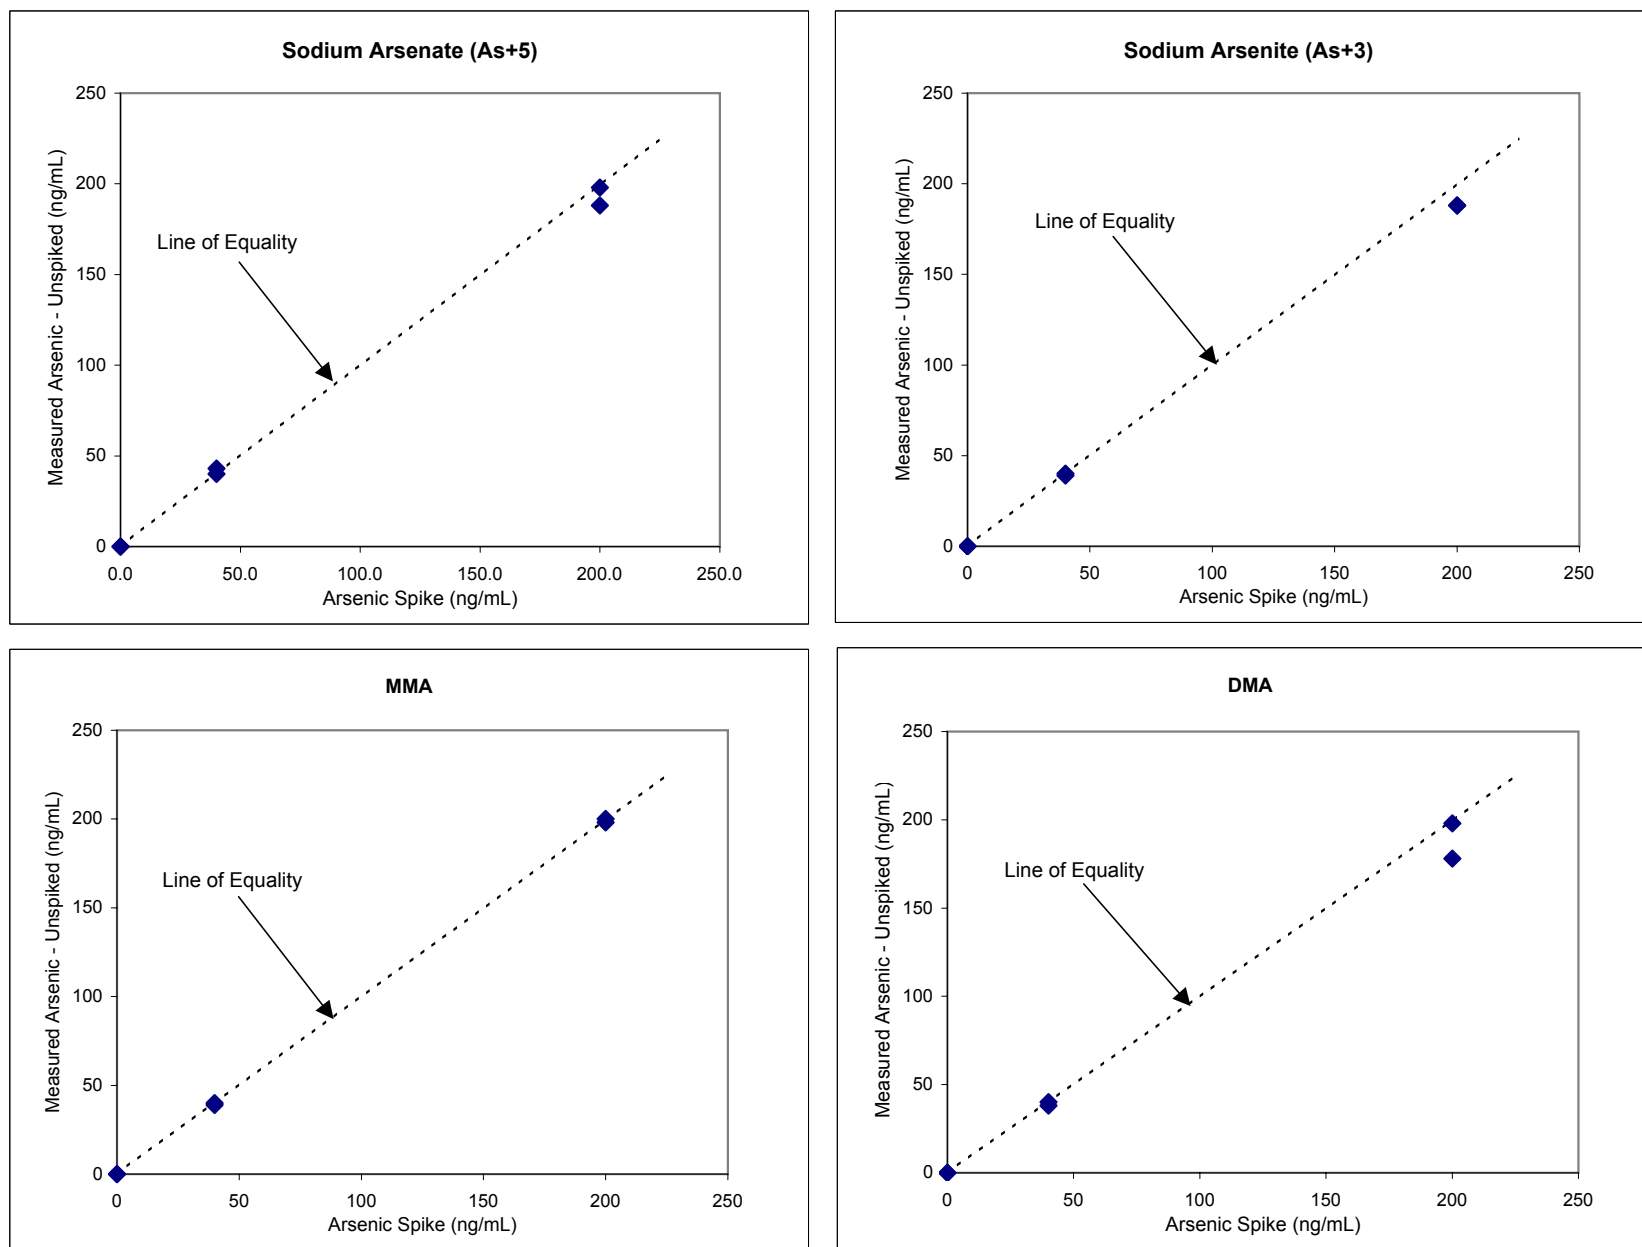 Sodium Arsenate (As+5)
250
200
150
100
50
0
Measured Arsenic - Unspiked (ng/mL)
Line of Equality
0.0 50.0 100.0 150.0 200.0 250.0
Arsenic Spike (ng/mL)
Sodium Arsenite (As+3)
250
200
150
100
50
0
Measured Arsenic - Unspiked (ng/mL)
Line of Equality
0 50 100 150 200 250
Arsenic Spike (ng/mL)
MMA
250
200
150
100
50
0
Measured Arsenic - Unspiked (ng/mL)
Line of Equality
0 50 100 150 200 250
Arsenic Spike (ng/mL)
DMA
250
200
150
100
50
0
Measured Arsenic - Unspiked (ng/mL)
Line of Equality
0 50 100 150 200 250
Arsenic Spike (ng/mL)